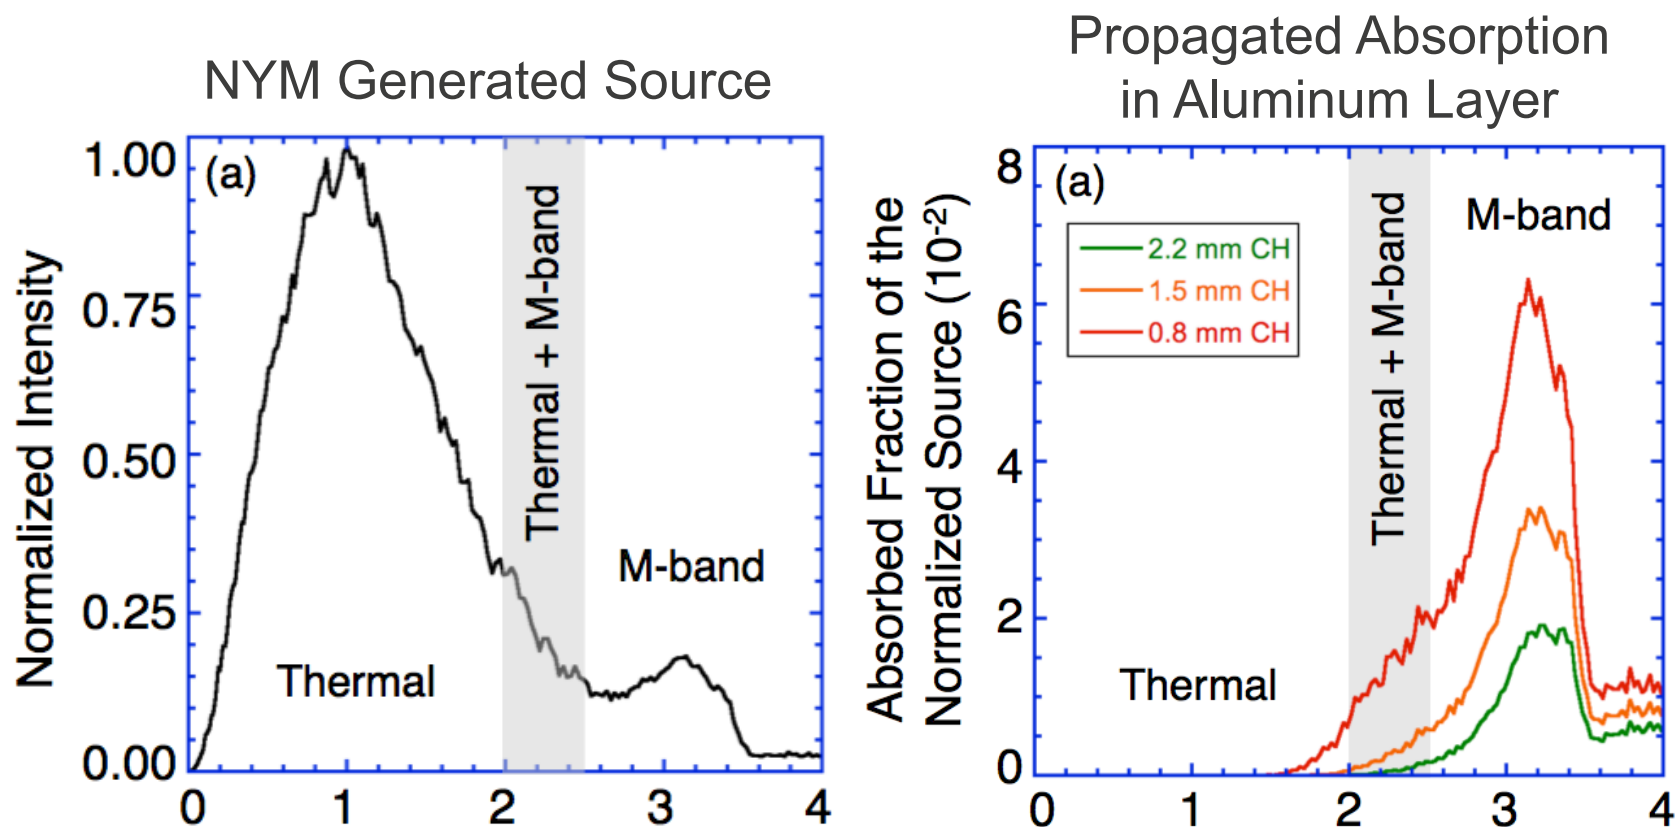 NYM Generated Source
Normalized Intensity
1.00
0.75
0.50
0.25
0.00
(a)
Thermal + M-band
M-band
Thermal
0 1 2 3 4
Propagated Absorption
in Aluminum Layer
Absorbed Fraction of the
Normalized Source (10⁻²)
8
6
4
2
0
(a)
2.2 mm CH
1.5 mm CH
0.8 mm CH
Thermal + M-band
M-band
Thermal
0 1 2 3 4